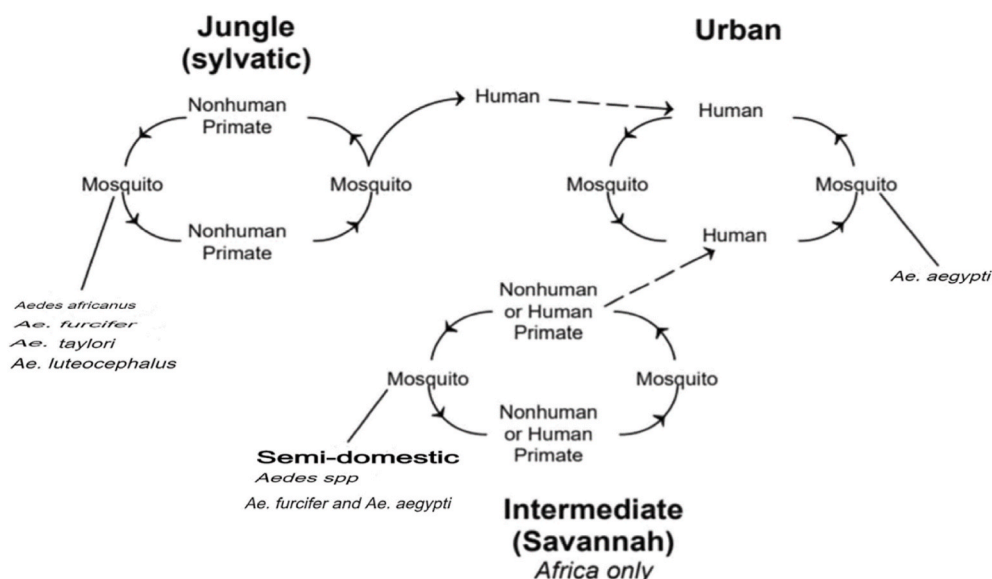 Jungle
(sylvatic)
Urban
Human
Nonhuman
Primate
Human
Mosquito
Mosquito
Mosquito
Mosquito
Nonhuman
Primate
Human
Ae. aegypti
Aedes africanus
Ae. furcifer
Ae. taylori
Ae. luteocephalus
Nonhuman
or Human
Primate
Mosquito
Mosquito
Nonhuman
or Human
Primate
Semi-domestic
Aedes spp
Ae. furcifer and Ae. aegypti
Intermediate
(Savannah)
Africa only